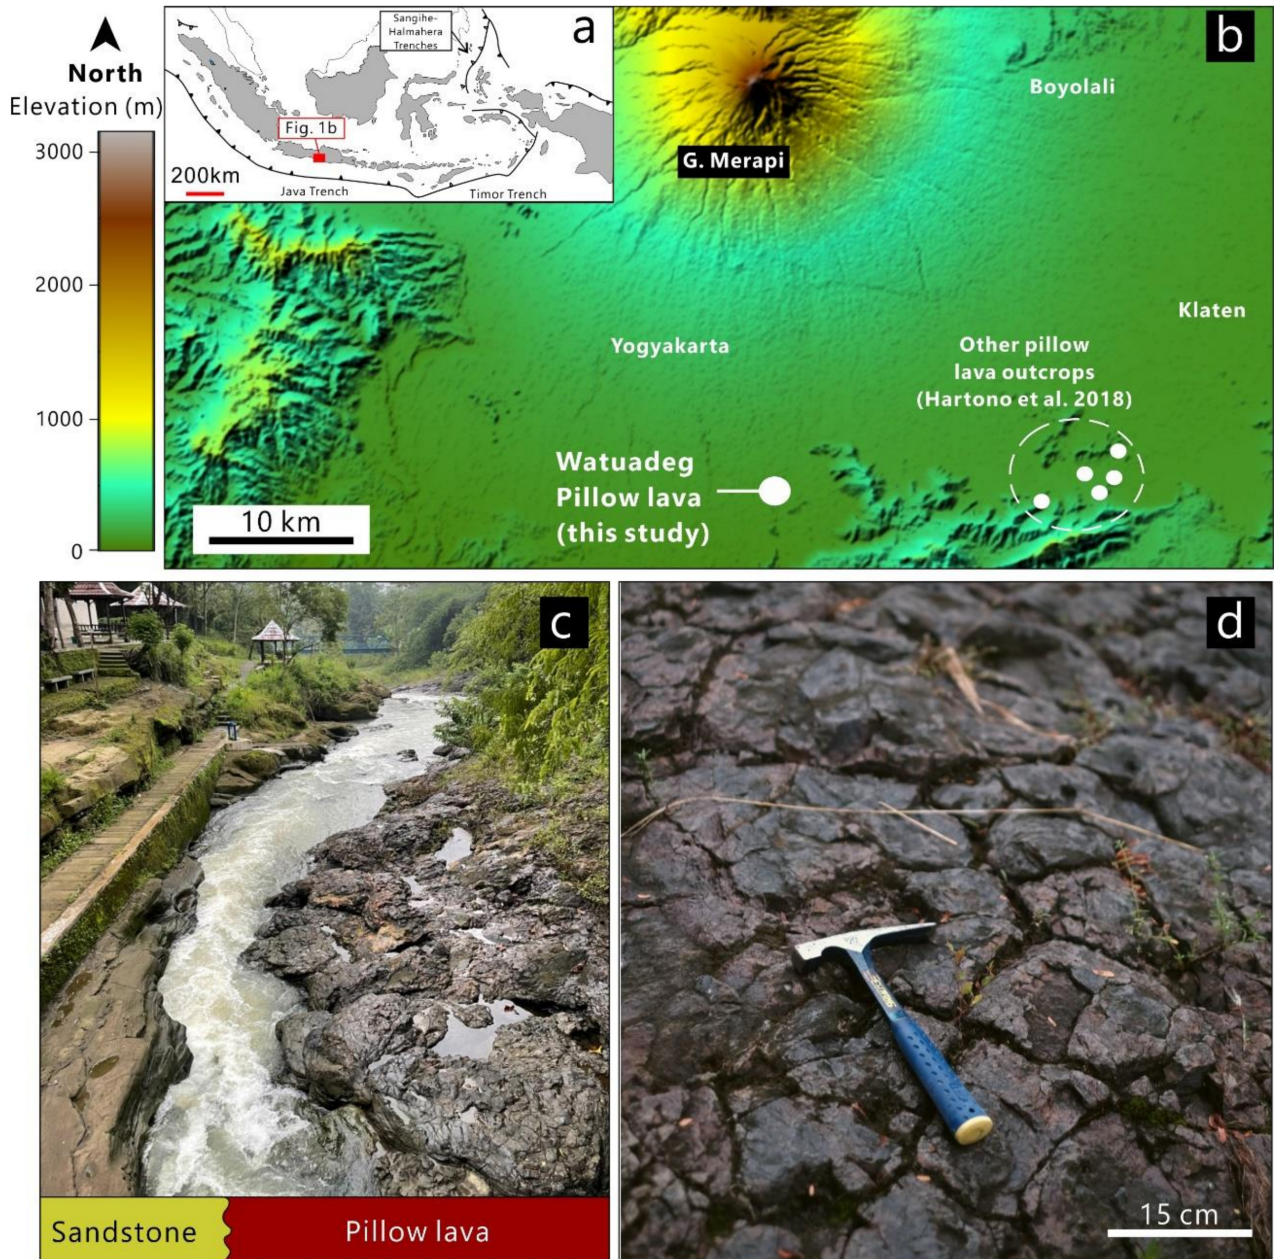 North
Elevation (m)
3000
2000
1000
0
a
Sangihe-
Halmahera
Trenches
Fig. 1b
200km
Java Trench
Timor Trench
b
Boyolali
G. Merapi
Klaten
Yogyakarta
Other pillow
lava outcrops
(Hartono et al. 2018)
Watuadeg
Pillow lava
(this study)
10 km
c
Sandstone
Pillow lava
d
15 cm